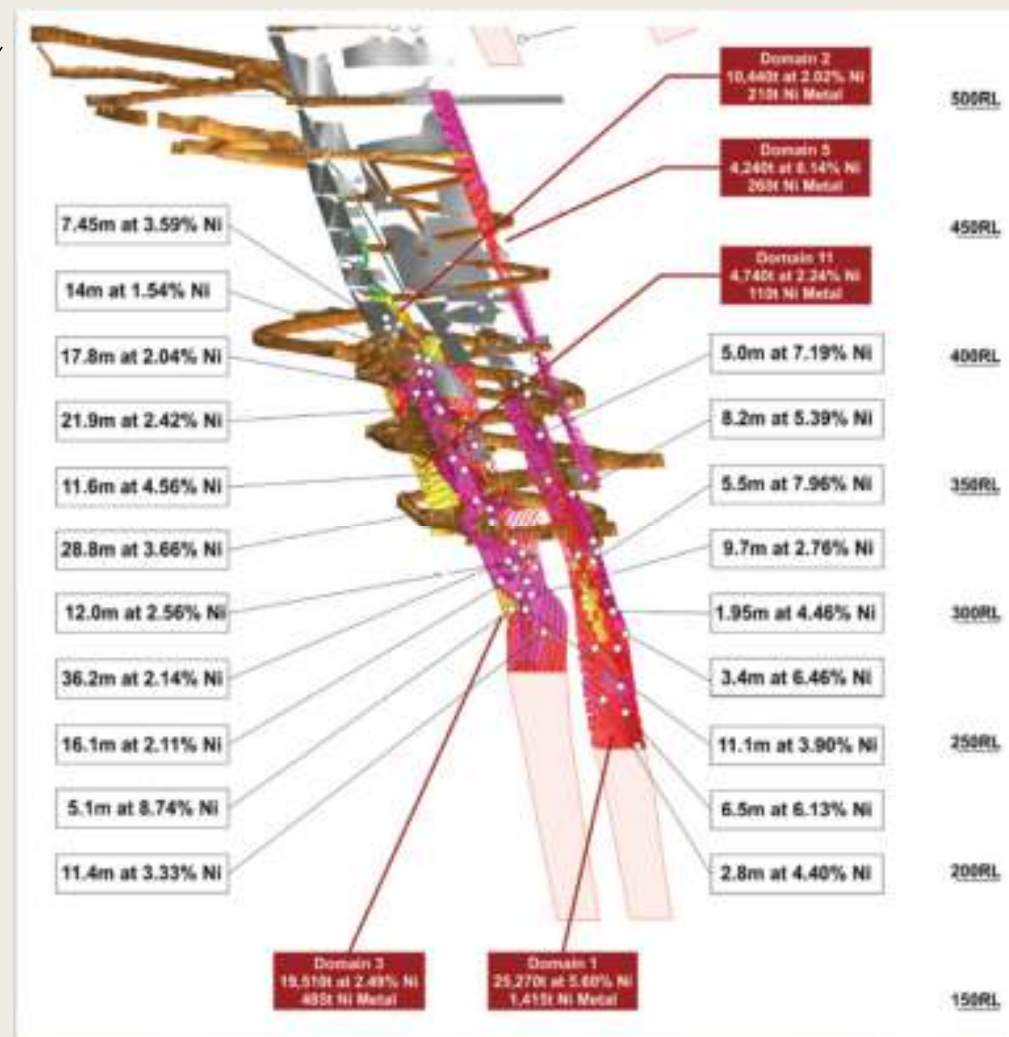 Domain 2
10,440t at 2.02% Ni
210t Ni Metal
500RL
Domain 5
4,240t at 6.14% Ni
260t Ni Metal
7.45m at 3.59% Ni
450RL
14m at 1.54% Ni
Domain 11
4,740t at 2.24% Ni
110t Ni Metal
17.8m at 2.04% Ni
5.0m at 7.19% Ni
400RL
21.9m at 2.42% Ni
8.2m at 5.39% Ni
11.6m at 4.56% Ni
5.5m at 7.96% Ni
350RL
28.8m at 3.66% Ni
9.7m at 2.76% Ni
12.0m at 2.56% Ni
1.95m at 4.46% Ni
300RL
36.2m at 2.14% Ni
3.4m at 6.46% Ni
16.1m at 2.11% Ni
11.1m at 3.90% Ni
250RL
5.1m at 8.74% Ni
6.5m at 6.13% Ni
11.4m at 3.33% Ni
2.8m at 4.40% Ni
200RL
Domain 3
19,510t at 2.49% Ni
485t Ni Metal
Domain 1
25,270t at 5.60% Ni
1,415t Ni Metal
150RL